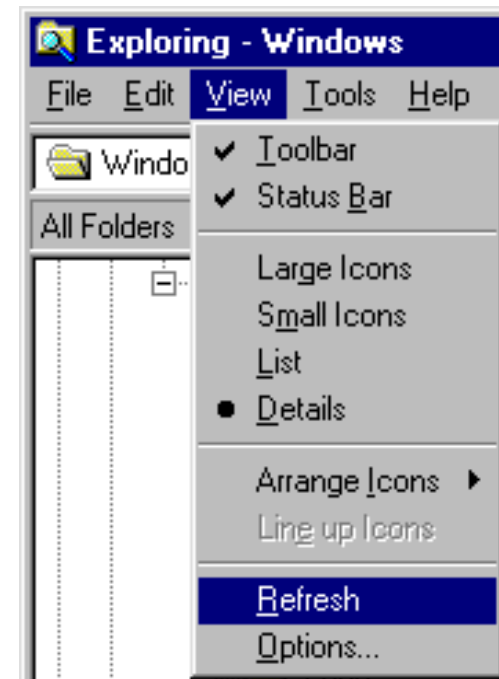 Exploring - Windows
File Edit View Tools Help
Windo
All Folders
Toolbar
Status Bar
Large Icons
Small Icons
List
Details
Arrange Icons
Line up Icons
Refresh
Options...